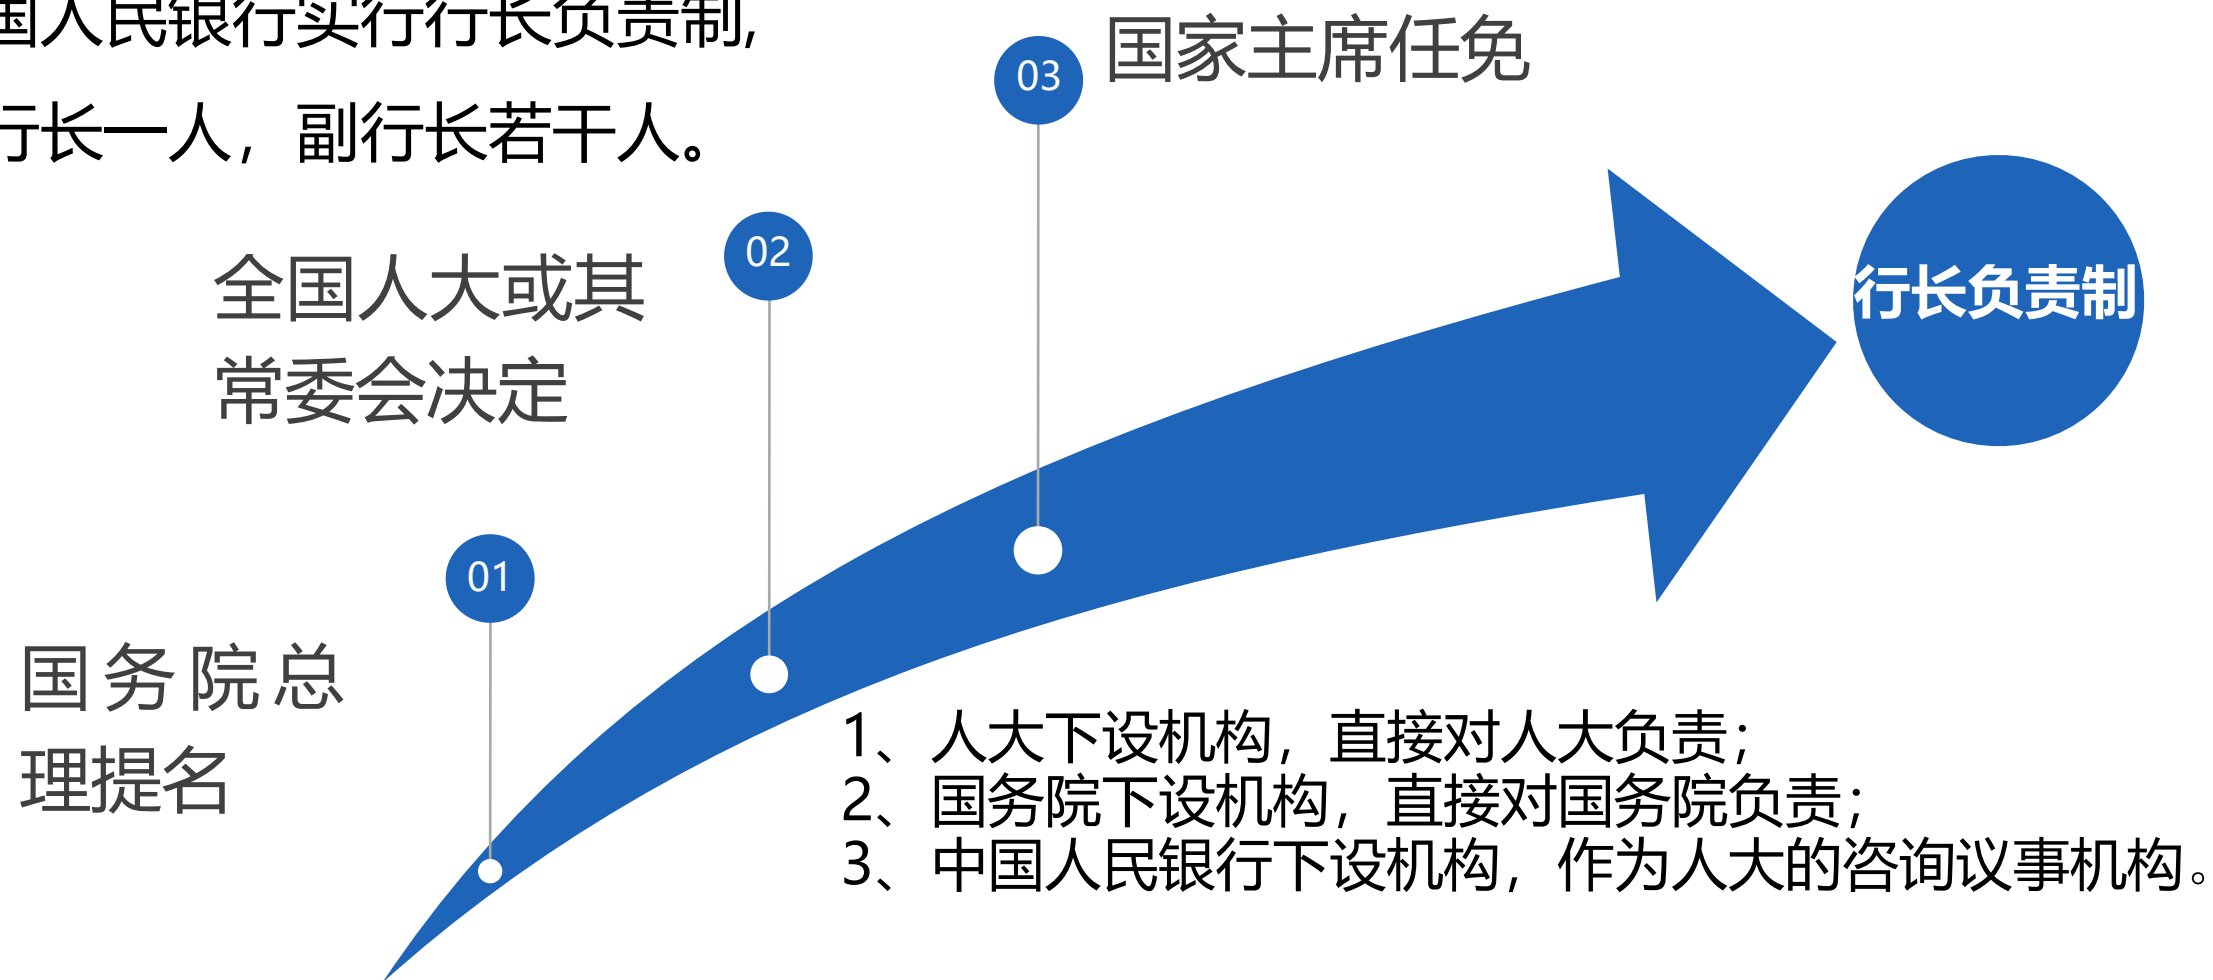 国人民银行实行行长负责制,
行长一人，副行长若干人。
03
国家主席任免
02
全国人大或其
常委会决定
行长负责制
01
国务院总
理提名
1、人大下设机构，直接对人大负责；
2、国务院下设机构，直接对国务院负责；
3、中国人民银行下设机构，作为人大的咨询议事机构。